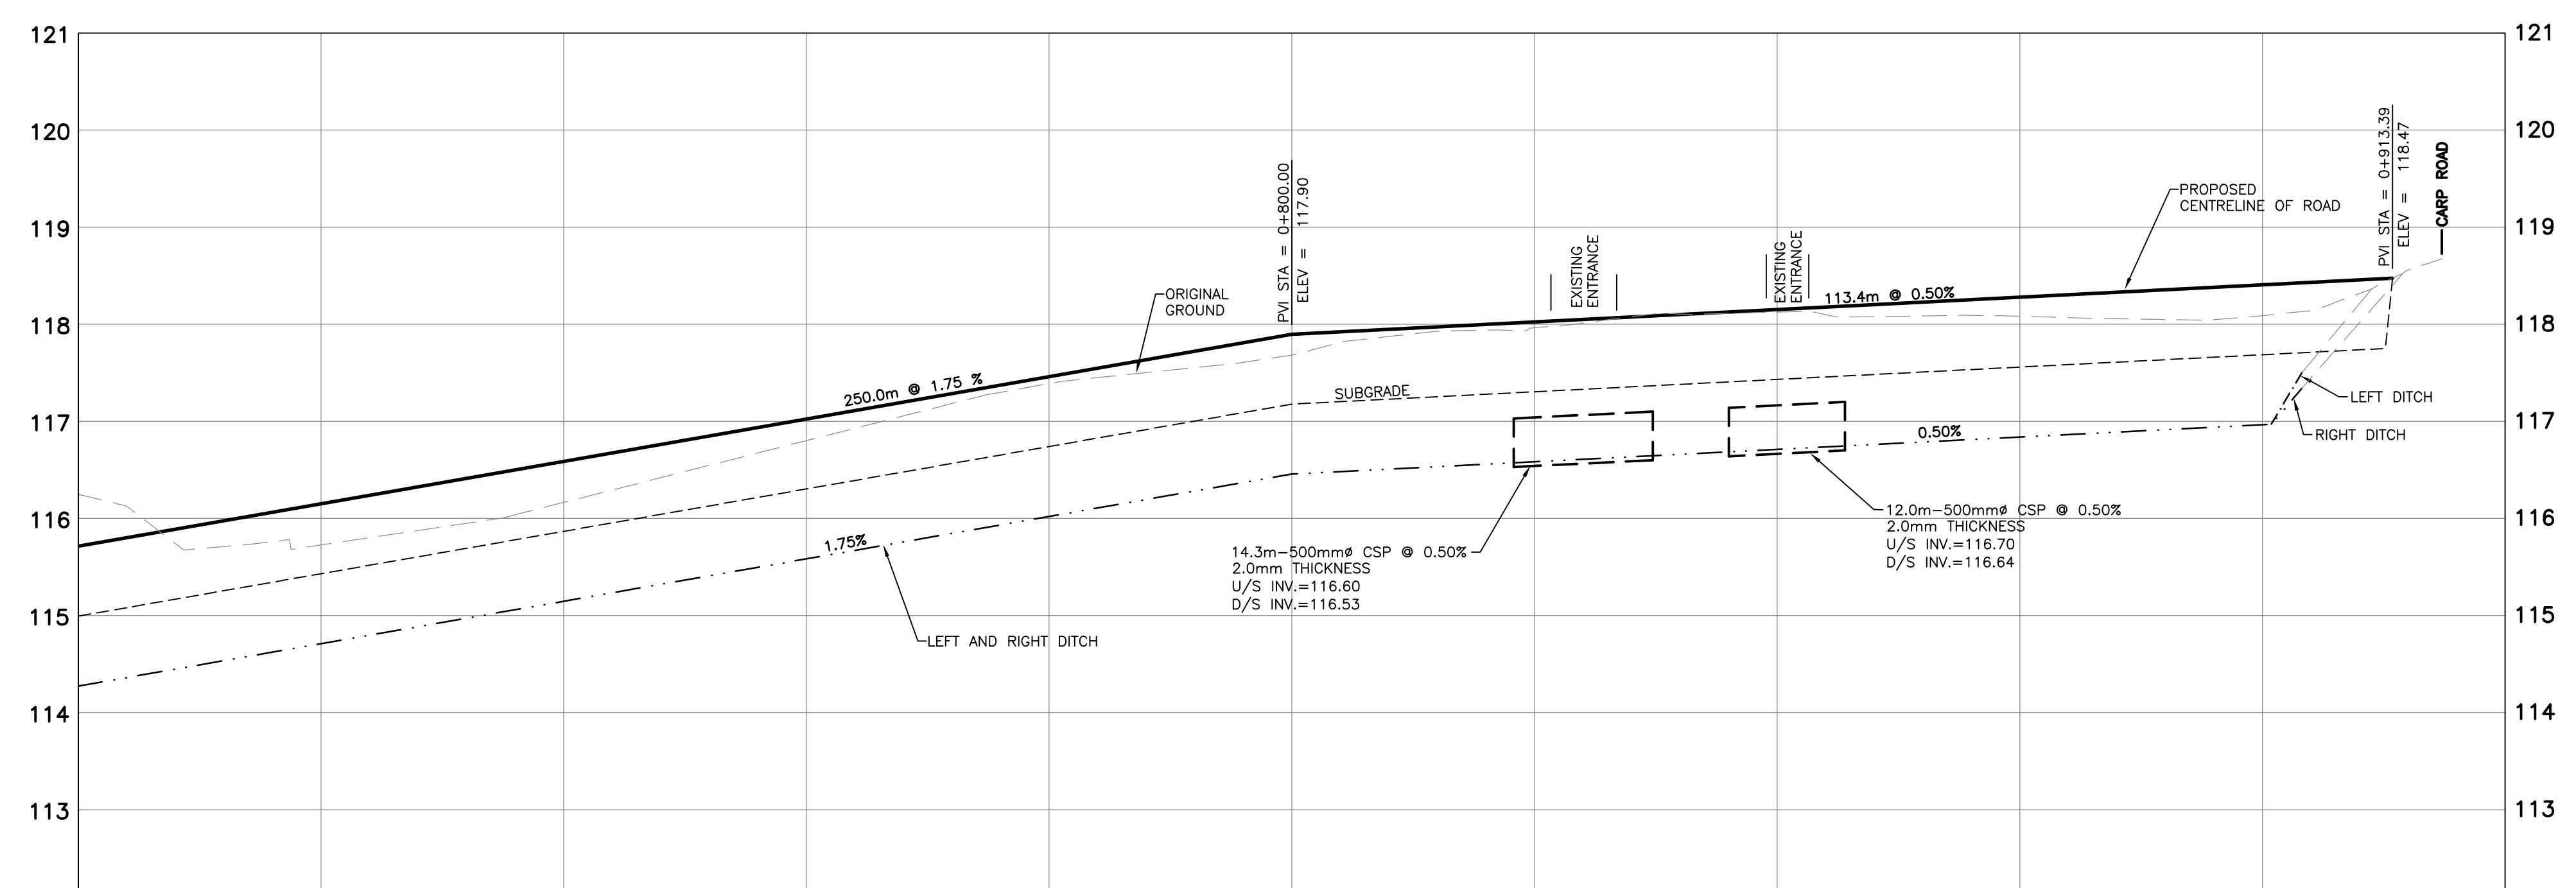 121
120
119
118
117
116
115
114
113
250.0m @ 1.75 %
1.75%
LEFT AND RIGHT DITCH
ORIGINAL
GROUND
PVI STA = 0+800.00
ELEV = 117.90
SUBGRADE
14.3m-500mmø CSP @ 0.50%
2.0mm THICKNESS
U/S INV.=116.60
D/S INV.=116.53
EXISTING
ENTRANCE
EXISTING
ENTRANCE
113.4m @ 0.50%
0.50%
12.0m-500mmø CSP @ 0.50%
2.0mm THICKNESS
U/S INV.=116.70
D/S INV.=116.64
PROPOSED
CENTRELINE OF ROAD
PVI STA = 0+913.39
ELEV = 118.47
CARP ROAD
LEFT DITCH
RIGHT DITCH
121
120
119
118
117
116
115
114
113